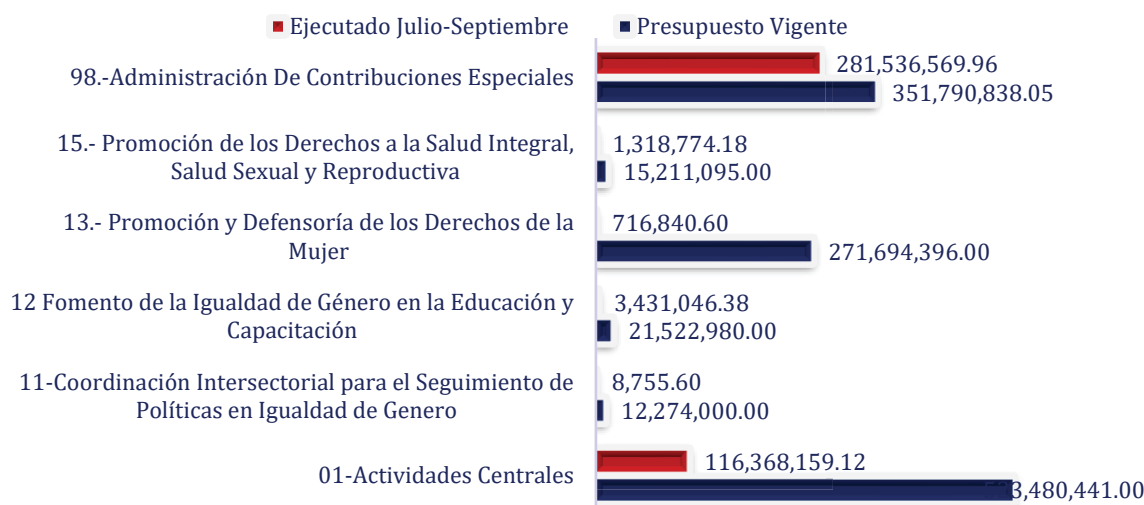 Ejecutado Julio-Septiembre
Presupuesto Vigente
98.-Administración De Contribuciones Especiales
281,536,569.96
351,790,838.05
15.- Promoción de los Derechos a la Salud Integral,
Salud Sexual y Reproductiva
1,318,774.18
15,211,095.00
13.- Promoción y Defensoría de los Derechos de la
Mujer
716,840.60
271,694,396.00
12 Fomento de la Igualdad de Género en la Educación y
Capacitación
3,431,046.38
21,522,980.00
11-Coordinación Intersectorial para el Seguimiento de
Políticas en Igualdad de Genero
8,755.60
12,274,000.00
01-Actividades Centrales
116,368,159.12